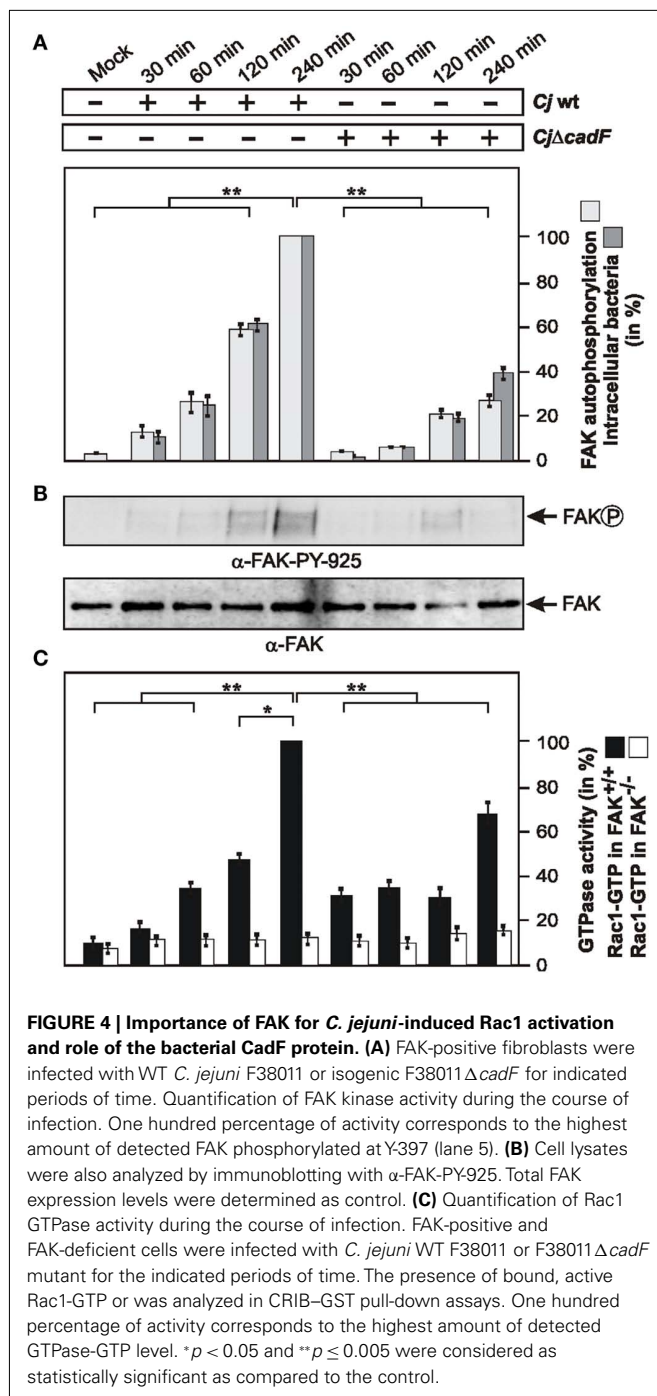 A
Mock 30 min 60 min 120 min 240 min 30 min 60 min 120 min 240 min
– + + + + – – – – Cj wt
– – – – – + + + + CjΔcadF
** **
100
80
60
40
20
0
FAK autophosphorylation
Intracellular bacteria
(in %)
B
FAKⓅ
α-FAK-PY-925
FAK
α-FAK
C
** **
*
100
80
60
40
20
0
GTPase activity (in %)
Rac1-GTP in FAK+/+
Rac1-GTP in FAK-/-
FIGURE 4 | Importance of FAK for C. jejuni-induced Rac1 activation
and role of the bacterial CadF protein. (A) FAK-positive fibroblasts were
infected with WT C. jejuni F38011 or isogenic F38011ΔcadF for indicated
periods of time. Quantification of FAK kinase activity during the course of
infection. One hundred percentage of activity corresponds to the highest
amount of detected FAK phosphorylated at Y-397 (lane 5). (B) Cell lysates
were also analyzed by immunoblotting with α-FAK-PY-925. Total FAK
expression levels were determined as control. (C) Quantification of Rac1
GTPase activity during the course of infection. FAK-positive and
FAK-deficient cells were infected with C. jejuni WT F38011 or F38011ΔcadF
mutant for the indicated periods of time. The presence of bound, active
Rac1-GTP or was analyzed in CRIB–GST pull-down assays. One hundred
percentage of activity corresponds to the highest amount of detected
GTPase-GTP level. *p < 0.05 and **p ≤ 0.005 were considered as
statistically significant as compared to the control.